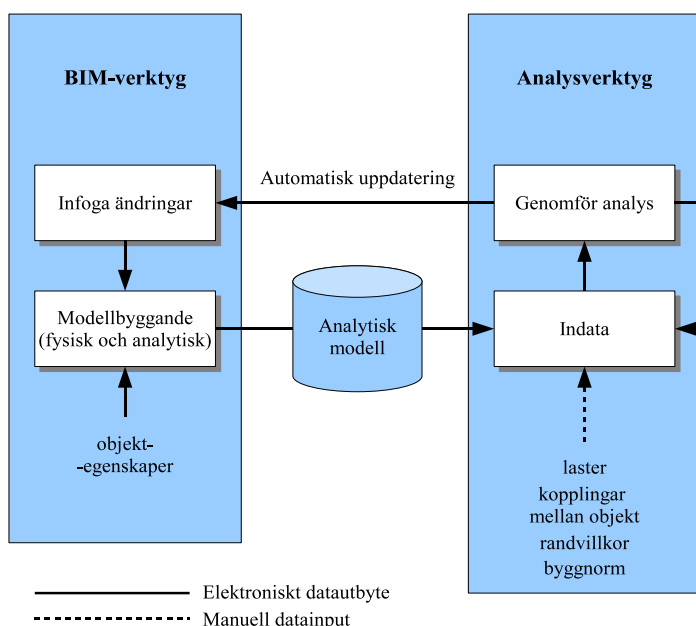 BIM-verktyg
Analysverktyg
Automatisk uppdatering
Infoga ändringar
Genomför analys
Modellbyggande
(fysisk och analytisk)
Analytisk
modell
Indata
objekt-
-egenskaper
laster
kopplingar
mellan objekt
randvillkor
byggnorm
Elektroniskt datautbyte
Manuell datainput